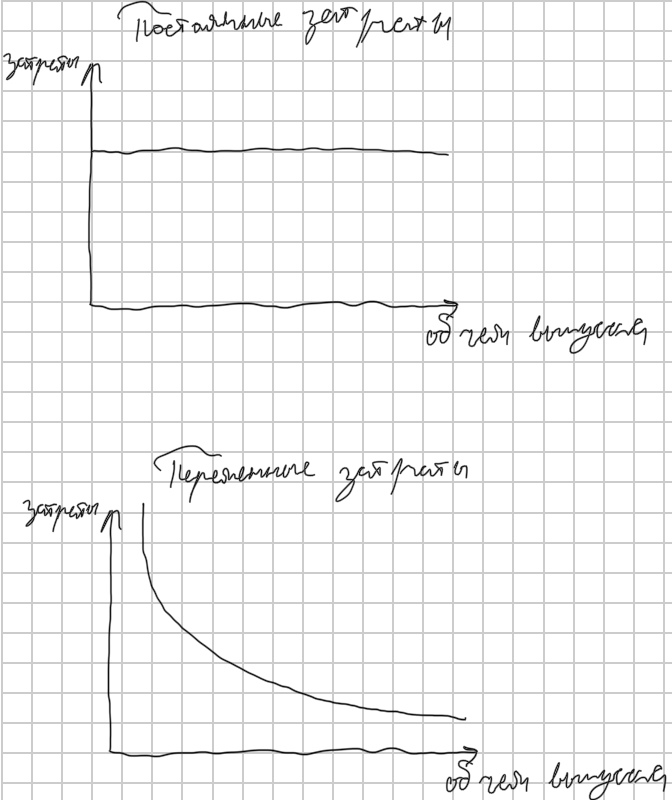 Постоянные затраты
затраты
объем выпуска
Переменные затраты
затраты
объем выпуска